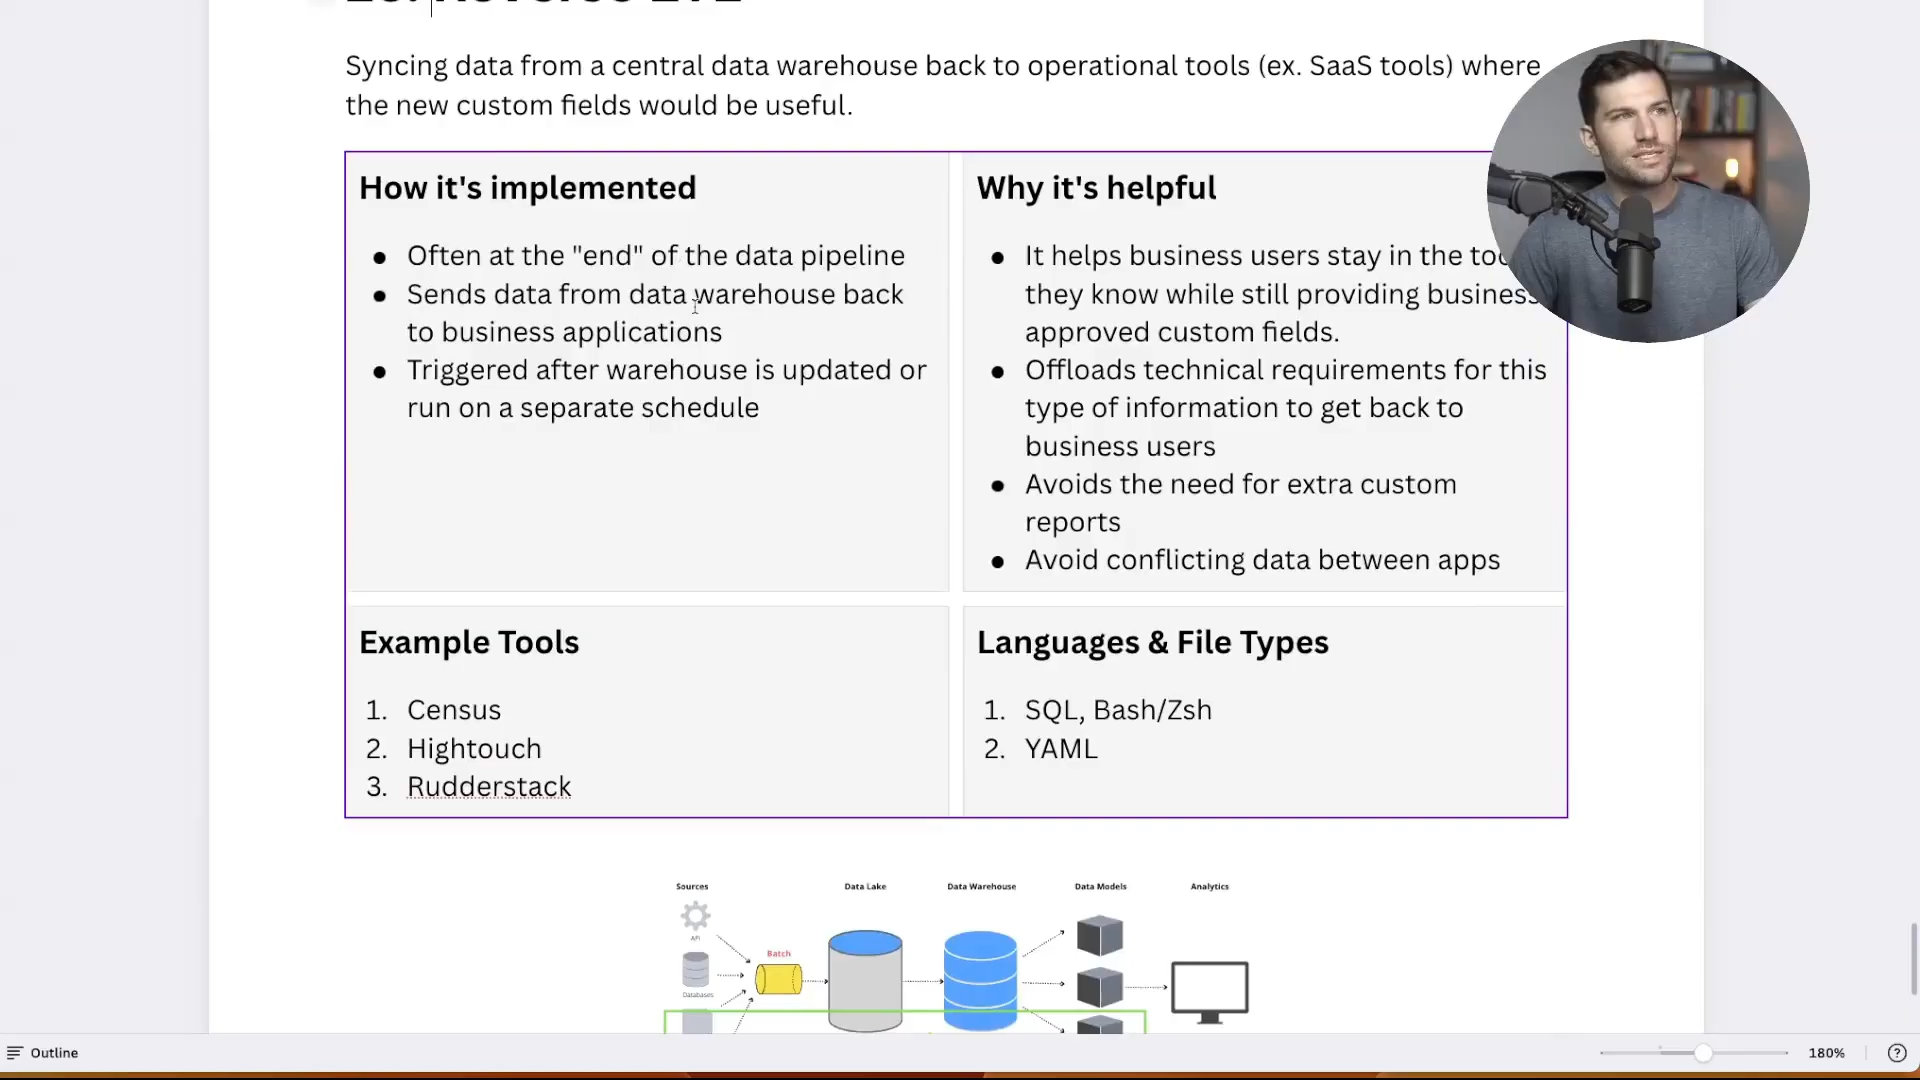 Syncing data from a central data warehouse back to operational tools (ex. SaaS tools) where
the new custom fields would be useful.
How it's implemented
● Often at the "end" of the data pipeline
● Sends data from data warehouse back
to business applications
● Triggered after warehouse is updated or
run on a separate schedule
Why it's helpful
● It helps business users stay in the
they know while still providing business
approved custom fields.
● Offloads technical requirements for this
type of information to get back to
business users
● Avoids the need for extra custom
reports
● Avoid conflicting data between apps
Example Tools
1. Census
2. Hightouch
3. Rudderstack
Languages & File Types
1. SQL, Bash/Zsh
2. YAML
Sources
Data Lake
Data Warehouse
Data Models
Analytics
API
Batch
Databases
Outline
180%
?